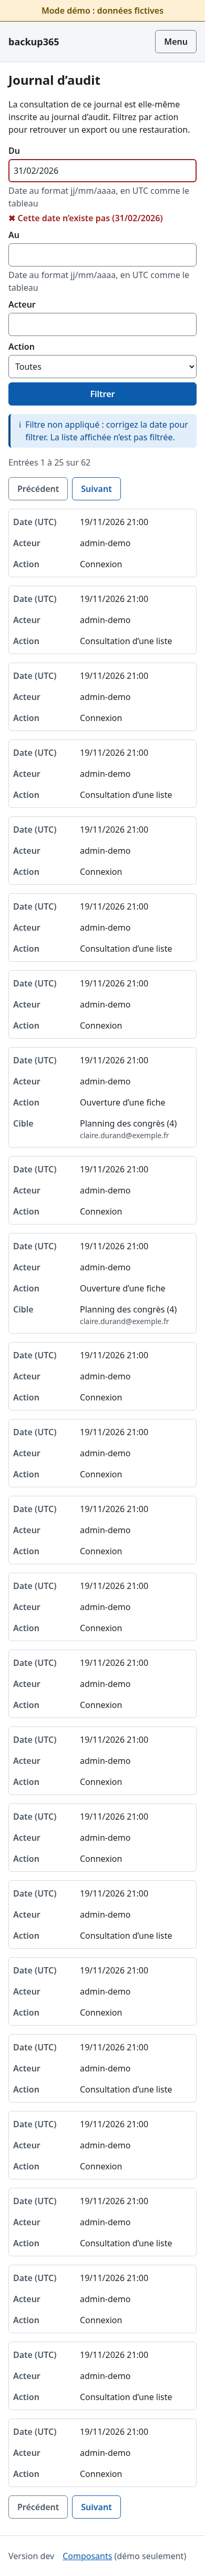 Mode démo : données fictives
backup365
Menu
Journal d’audit
La consultation de ce journal est elle-même
inscrite au journal d’audit. Filtrez par action
pour retrouver un export ou une restauration.
Du
31/02/2026
Date au format jj/mm/aaaa, en UTC comme le
tableau
✖ Cette date n’existe pas (31/02/2026)
Au
Date au format jj/mm/aaaa, en UTC comme le
tableau
Acteur
Action
Toutes
Filtrer
i Filtre non appliqué : corrigez la date pour
filtrer. La liste affichée n’est pas filtrée.
Entrées 1 à 25 sur 62
Précédent Suivant
Date (UTC) 19/11/2026 21:00
Acteur admin-demo
Action Connexion
Date (UTC) 19/11/2026 21:00
Acteur admin-demo
Action Consultation d’une liste
Date (UTC) 19/11/2026 21:00
Acteur admin-demo
Action Connexion
Date (UTC) 19/11/2026 21:00
Acteur admin-demo
Action Consultation d’une liste
Date (UTC) 19/11/2026 21:00
Acteur admin-demo
Action Connexion
Date (UTC) 19/11/2026 21:00
Acteur admin-demo
Action Consultation d’une liste
Date (UTC) 19/11/2026 21:00
Acteur admin-demo
Action Connexion
Date (UTC) 19/11/2026 21:00
Acteur admin-demo
Action Ouverture d’une fiche
Cible Planning des congrès (4)
claire.durand@exemple.fr
Date (UTC) 19/11/2026 21:00
Acteur admin-demo
Action Connexion
Date (UTC) 19/11/2026 21:00
Acteur admin-demo
Action Ouverture d’une fiche
Cible Planning des congrès (4)
claire.durand@exemple.fr
Date (UTC) 19/11/2026 21:00
Acteur admin-demo
Action Connexion
Date (UTC) 19/11/2026 21:00
Acteur admin-demo
Action Connexion
Date (UTC) 19/11/2026 21:00
Acteur admin-demo
Action Connexion
Date (UTC) 19/11/2026 21:00
Acteur admin-demo
Action Connexion
Date (UTC) 19/11/2026 21:00
Acteur admin-demo
Action Connexion
Date (UTC) 19/11/2026 21:00
Acteur admin-demo
Action Connexion
Date (UTC) 19/11/2026 21:00
Acteur admin-demo
Action Connexion
Date (UTC) 19/11/2026 21:00
Acteur admin-demo
Action Consultation d’une liste
Date (UTC) 19/11/2026 21:00
Acteur admin-demo
Action Connexion
Date (UTC) 19/11/2026 21:00
Acteur admin-demo
Action Consultation d’une liste
Date (UTC) 19/11/2026 21:00
Acteur admin-demo
Action Connexion
Date (UTC) 19/11/2026 21:00
Acteur admin-demo
Action Consultation d’une liste
Date (UTC) 19/11/2026 21:00
Acteur admin-demo
Action Connexion
Date (UTC) 19/11/2026 21:00
Acteur admin-demo
Action Consultation d’une liste
Date (UTC) 19/11/2026 21:00
Acteur admin-demo
Action Connexion
Précédent Suivant
Version dev Composants (démo seulement)